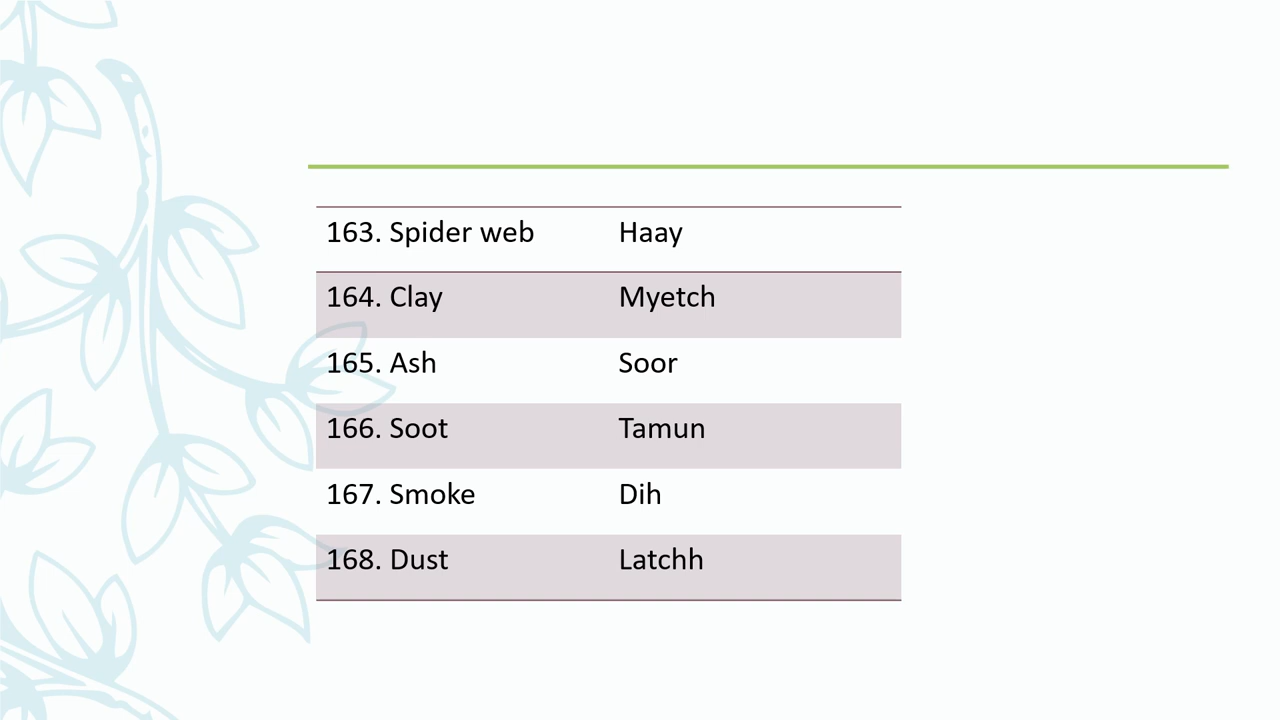 163. Spider web Haay
164. Clay Myetch
165. Ash Soor
166. Soot Tamun
167. Smoke Dih
168. Dust Latchh